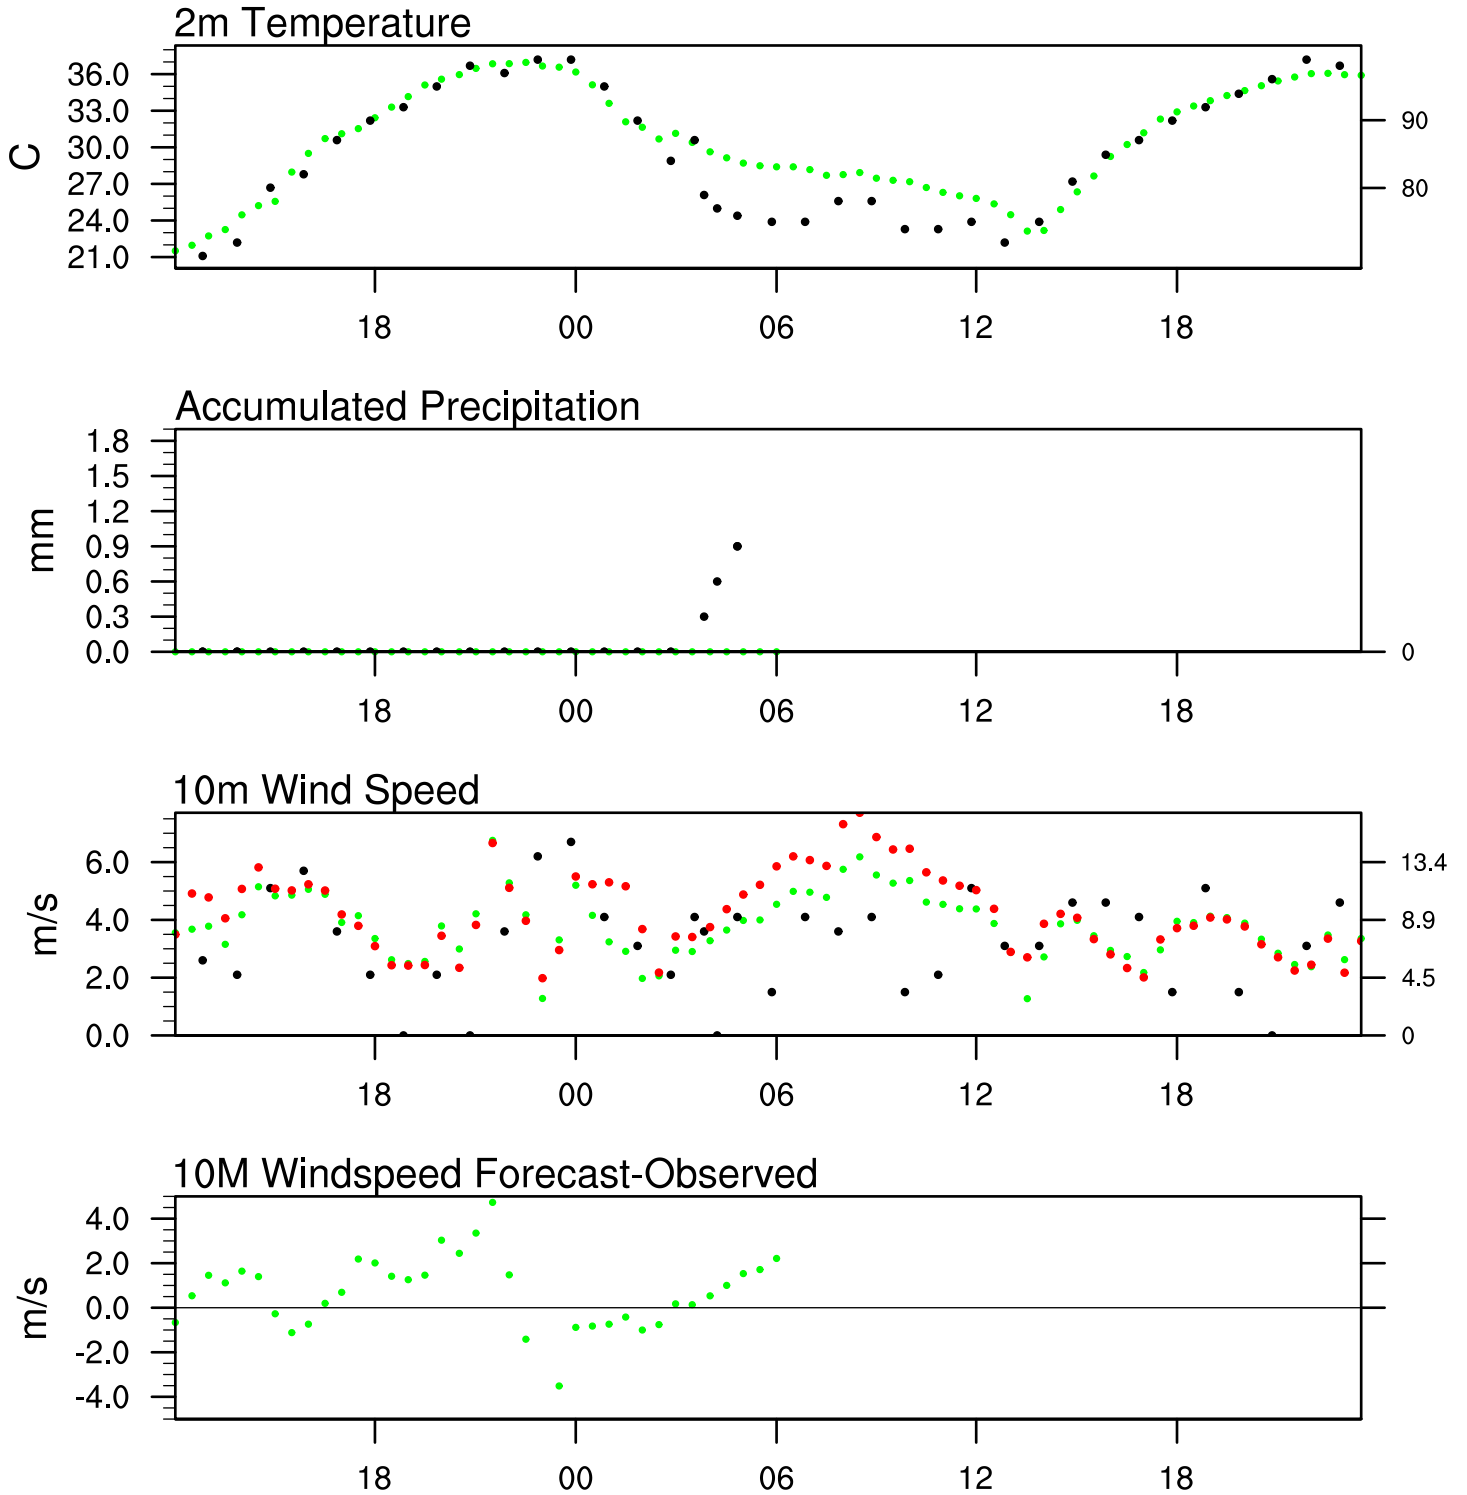 2m Temperature
36.0
33.0
30.0
27.0
24.0
21.0
C
90
80
18 00 06 12 18
Accumulated Precipitation
1.8
1.5
1.2
0.9
0.6
0.3
0.0
mm
0
18 00 06 12 18
10m Wind Speed
6.0
4.0
2.0
0.0
m/s
13.4
8.9
4.5
0
18 00 06 12 18
10M Windspeed Forecast-Observed
4.0
2.0
0.0
-2.0
-4.0
m/s
18 00 06 12 18